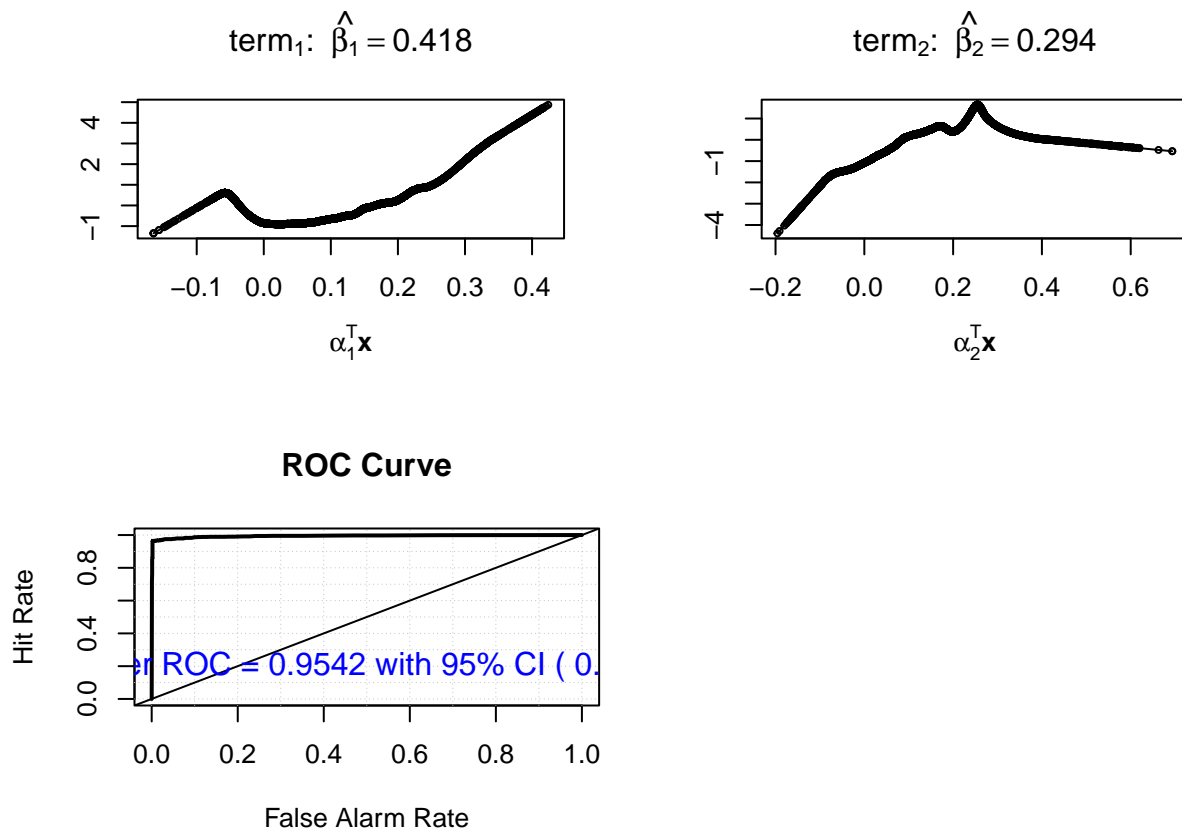 term₁: β̂₁ = 0.418
4
2
−1
−0.1 0.0 0.1 0.2 0.3 0.4
α₁ᵀx
term₂: β̂₂ = 0.294
−1
−4
−0.2 0.0 0.2 0.4 0.6
α₂ᵀx
ROC Curve
Hit Rate
0.8
0.4
0.0
er ROC = 0.9542 with 95% CI ( 0.
0.0 0.2 0.4 0.6 0.8 1.0
False Alarm Rate